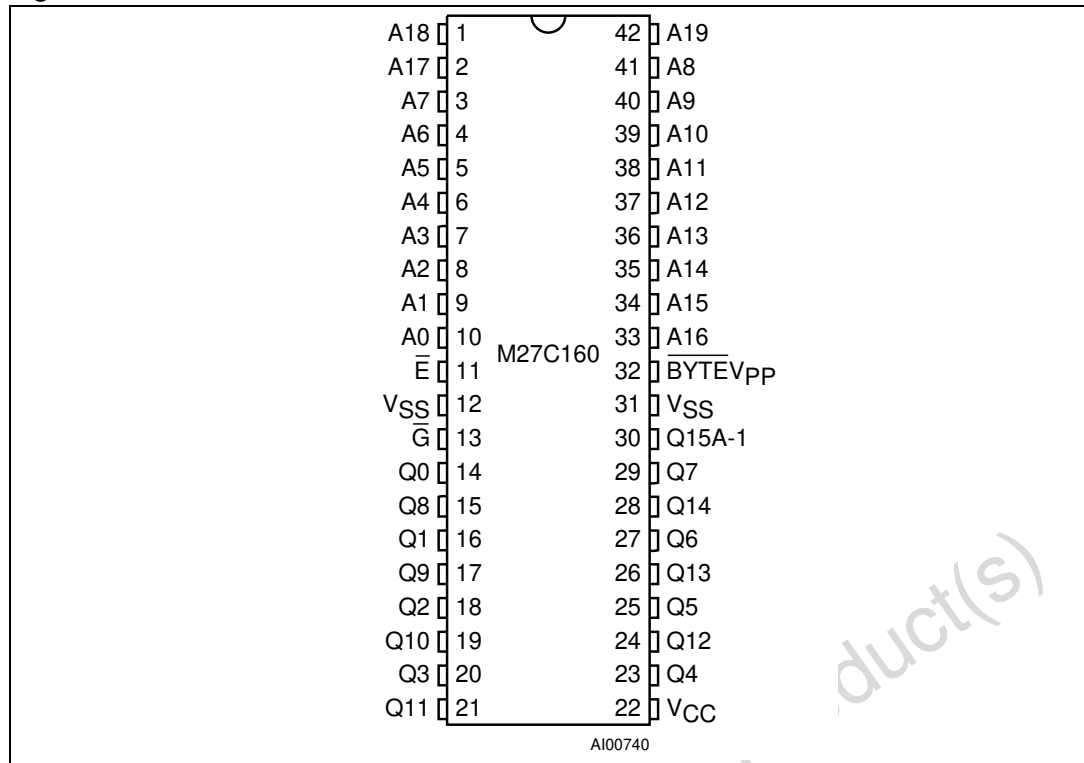 A18 1 42 A19
A17 2 41 A8
A7 3 40 A9
A6 4 39 A10
A5 5 38 A11
A4 6 37 A12
A3 7 36 A13
A2 8 35 A14
A1 9 34 A15
A0 10 33 A16
M27C160
E̅ 11 32 B̅Y̅T̅E̅VPP
VSS 12 31 VSS
G̅ 13 30 Q15A-1
Q0 14 29 Q7
Q8 15 28 Q14
Q1 16 27 Q6
Q9 17 26 Q13
Q2 18 25 Q5
Q10 19 24 Q12
Q3 20 23 Q4
Q11 21 22 VCC
AI00740
duct(s)